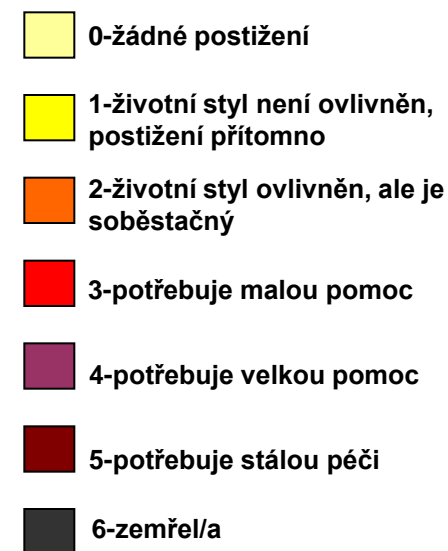 0-žádné postižení
1-životní styl není ovlivněn,
postižení přítomno
2-životní styl ovlivněn, ale je
soběstačný
3-potřebuje malou pomoc
4-potřebuje velkou pomoc
5-potřebuje stálou péči
6-zemřel/a